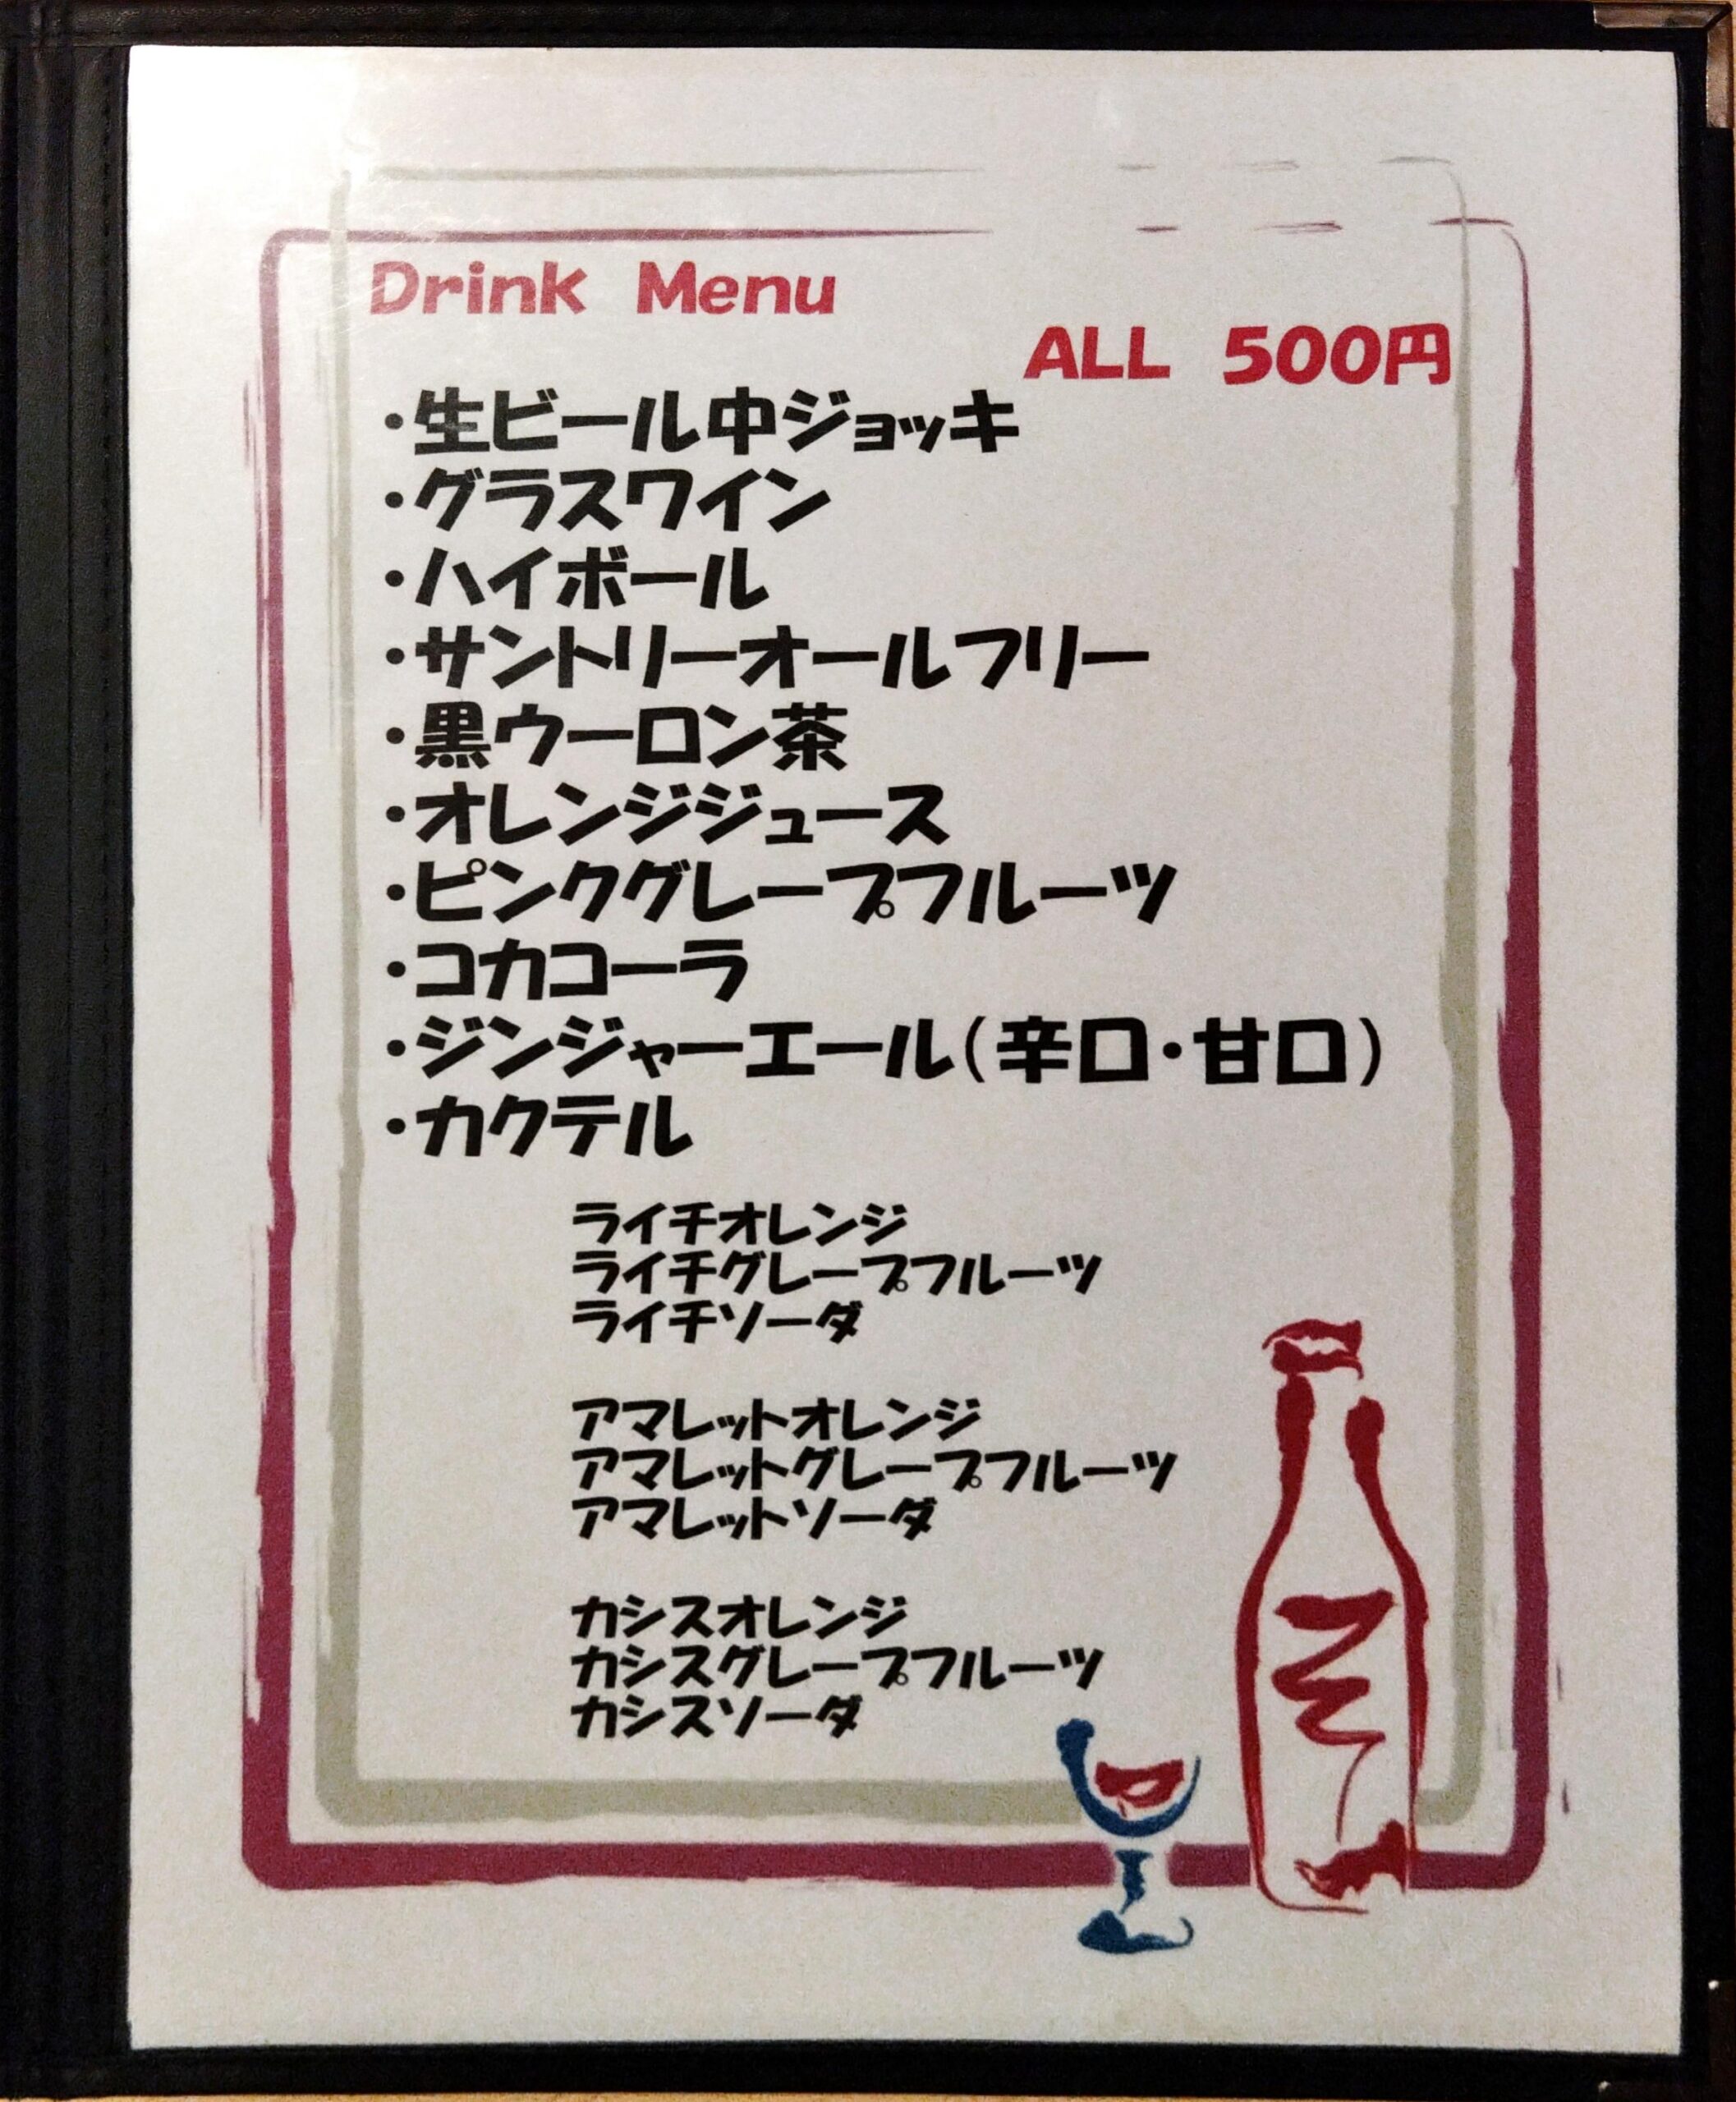 Drink Menu
ALL 500円
・生ビール中ジョッキ
・グラスワイン
・ハイボール
・サントリーオールフリー
・黒ウーロン茶
・オレンジジュース
・ピンクグレープフルーツ
・コカコーラ
・ジンジャーエール(辛口・甘口)
・カクテル
ライチオレンジ
ライチグレープフルーツ
ライチソーダ
アマレットオレンジ
アマレットグレープフルーツ
アマレットソーダ
カシスオレンジ
カシスグレープフルーツ
カシスソーダ